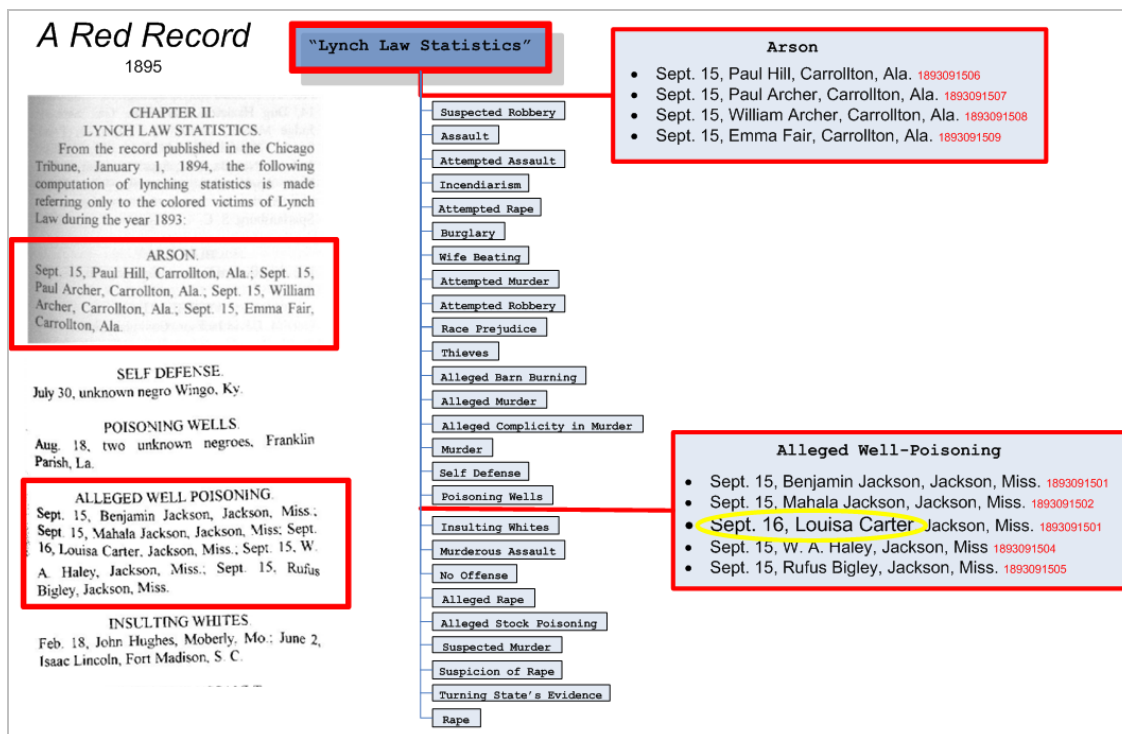 A Red Record
1895
CHAPTER II.
LYNCH LAW STATISTICS.
From the record published in the Chicago
Tribune, January 1, 1894, the following
computation of lynching statistics is made
referring only to the colored victims of Lynch
Law during the year 1893:
ARSON.
Sept. 15, Paul Hill, Carrollton, Ala.; Sept. 15,
Paul Archer, Carrollton, Ala.; Sept. 15, William
Archer, Carrollton, Ala.; Sept. 15, Emma Fair,
Carrollton, Ala.
SELF DEFENSE.
July 30, unknown negro Wingo, Ky.
POISONING WELLS.
Aug. 18, two unknown negroes, Franklin
Parish, La.
ALLEGED WELL POISONING.
Sept. 15, Benjamin Jackson, Jackson, Miss.;
Sept. 15, Mahala Jackson, Jackson, Miss; Sept.
16, Louisa Carter, Jackson, Miss.; Sept. 15, W.
A. Haley, Jackson, Miss.; Sept. 15, Rufus
Bigley, Jackson, Miss.
INSULTING WHITES.
Feb. 18, John Hughes, Moberly, Mo.; June 2,
Isaac Lincoln, Fort Madison, S. C.
"Lynch Law Statistics"
Suspected Robbery
Assault
Attempted Assault
Incendiarism
Attempted Rape
Burglary
Wife Beating
Attempted Murder
Attempted Robbery
Race Prejudice
Thieves
Alleged Barn Burning
Alleged Murder
Alleged Complicity in Murder
Murder
Self Defense
Poisoning Wells
Insulting Whites
Murderous Assault
No Offense
Alleged Rape
Alleged Stock Poisoning
Suspected Murder
Suspicion of Rape
Turning State's Evidence
Rape
Arson
• Sept. 15, Paul Hill, Carrollton, Ala. 1893091506
• Sept. 15, Paul Archer, Carrollton, Ala. 1893091507
• Sept. 15, William Archer, Carrollton, Ala. 1893091508
• Sept. 15, Emma Fair, Carrollton, Ala. 1893091509
Alleged Well-Poisoning
• Sept. 15, Benjamin Jackson, Jackson, Miss. 1893091501
• Sept. 15, Mahala Jackson, Jackson, Miss. 1893091502
• Sept. 16, Louisa Carter Jackson, Miss. 1893091501
• Sept. 15, W. A. Haley, Jackson, Miss 1893091504
• Sept. 15, Rufus Bigley, Jackson, Miss. 1893091505